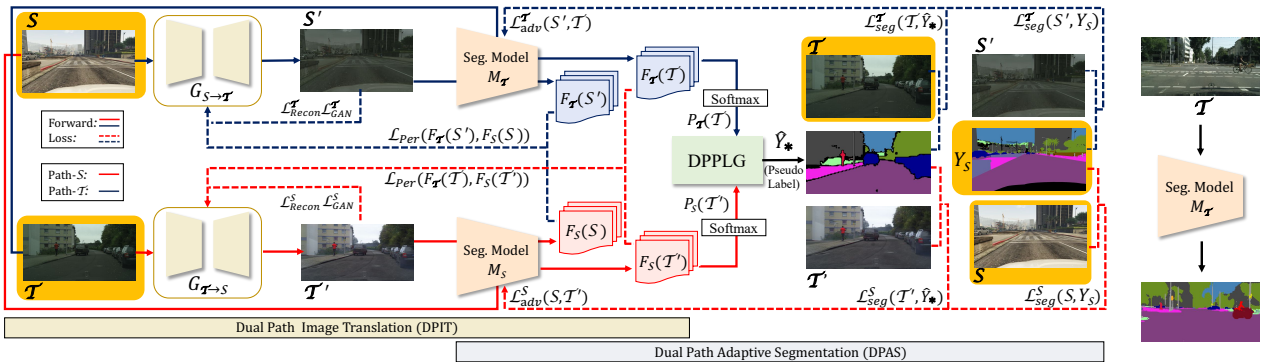 S
S′
G_{S→𝒯}
ℒ^𝒯_{Recon} ℒ^𝒯_{GAN}
Seg. Model
M_𝒯
ℒ^𝒯_{adv}(S′, 𝒯)
F_𝒯(S′)
F_𝒯(𝒯)
Softmax
P_𝒯(𝒯)
Forward:
Loss:
Path-S:
Path-𝒯:
ℒ_{Per}(F_𝒯(S′), F_S(S))
ℒ_{Per}(F_𝒯(𝒯), F_S(𝒯′))
DPPLG
Ŷ_*
(Pseudo
Label)
𝒯
G_{𝒯→S}
ℒ^S_{Recon} ℒ^S_{GAN}
𝒯′
Seg. Model
M_S
ℒ^S_{adv}(S, 𝒯′)
F_S(S)
F_S(𝒯′)
Softmax
P_S(𝒯′)
ℒ^𝒯_{seg}(𝒯, Ŷ_*)
𝒯
𝒯′
ℒ^S_{seg}(𝒯′, Ŷ_*)
ℒ^𝒯_{seg}(S′, Y_S)
S′
Y_S
S
ℒ^S_{seg}(S, Y_S)
Dual Path Image Translation (DPIT)
Dual Path Adaptive Segmentation (DPAS)
𝒯
Seg. Model
M_𝒯